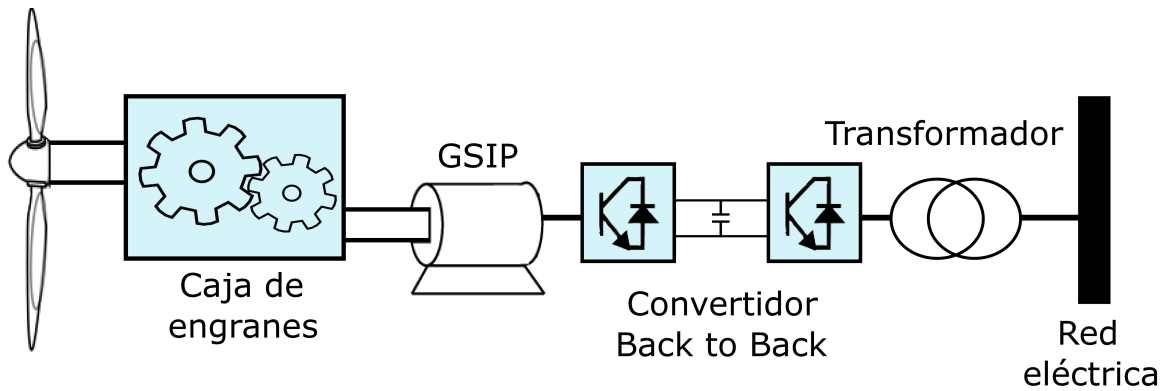 Caja de
engranes
GSIP
Convertidor
Back to Back
Transformador
Red
eléctrica